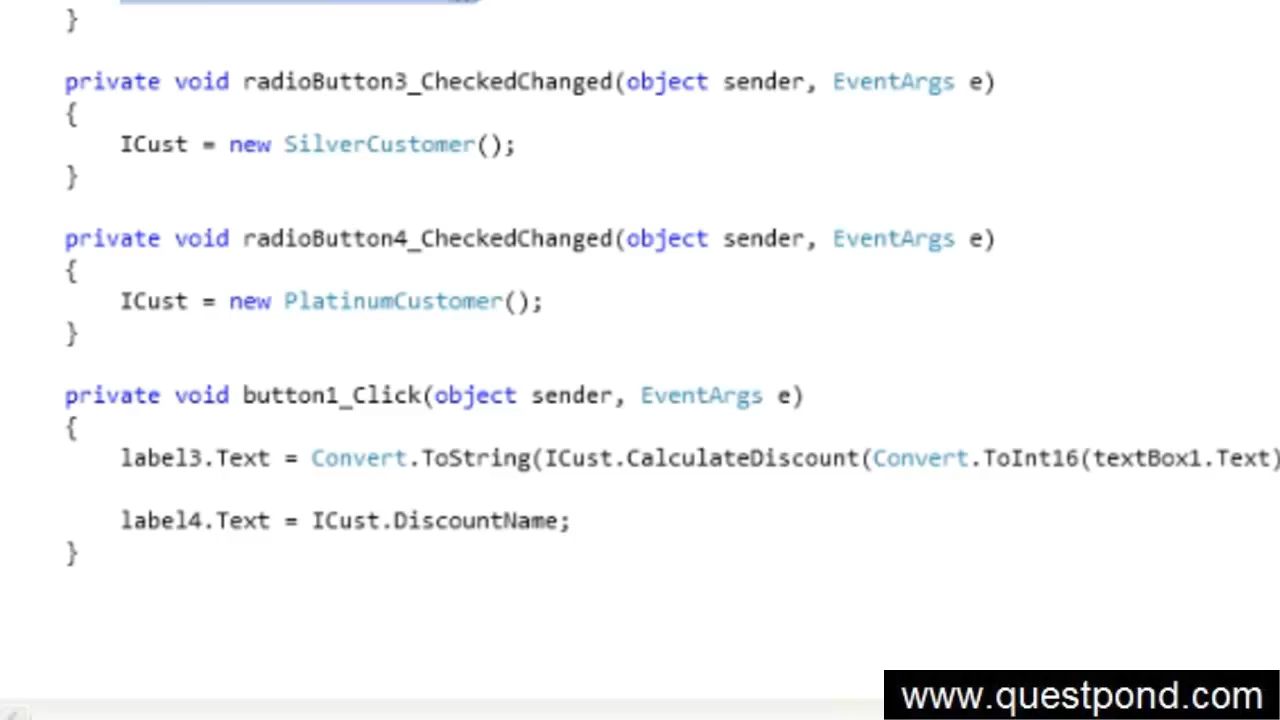 }
private void radioButton3_CheckedChanged(object sender, EventArgs e)
{
ICust = new SilverCustomer();
}
private void radioButton4_CheckedChanged(object sender, EventArgs e)
{
ICust = new PlatinumCustomer();
}
private void button1_Click(object sender, EventArgs e)
{
label3.Text = Convert.ToString(ICust.CalculateDiscount(Convert.ToInt16(textBox1.Text)
label4.Text = ICust.DiscountName;
}
www.questpond.com